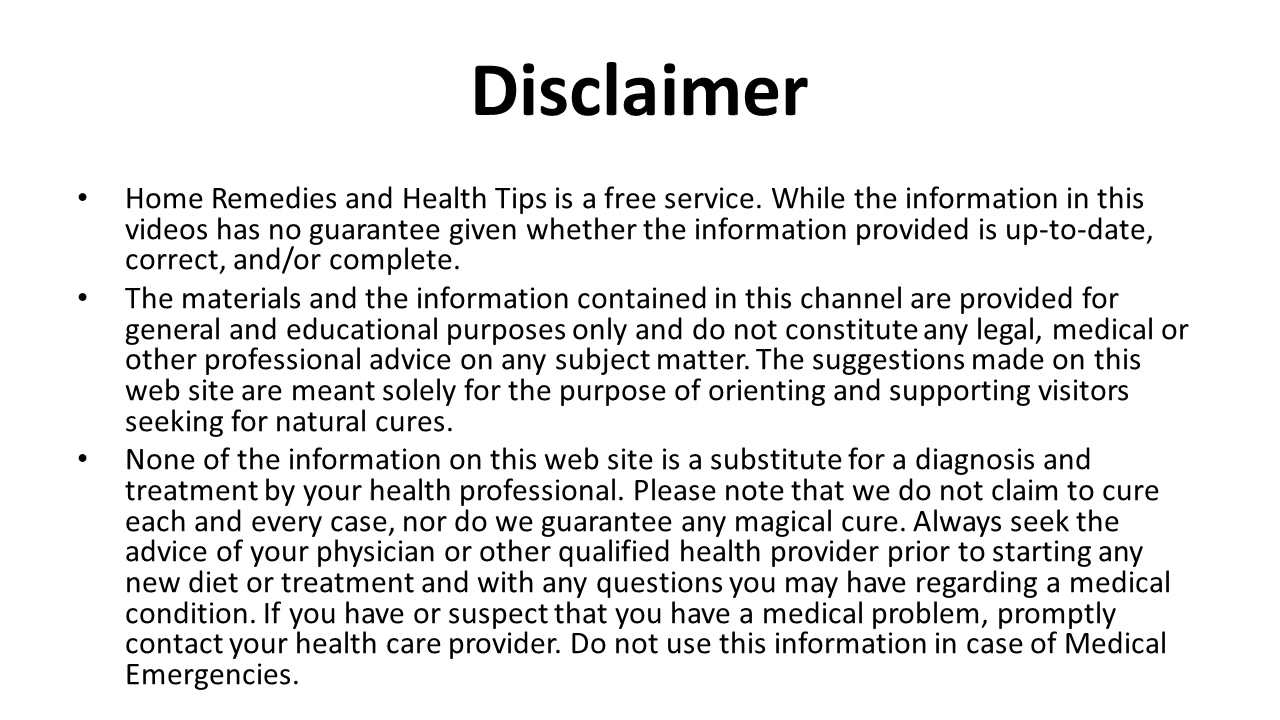 Disclaimer
• Home Remedies and Health Tips is a free service. While the information in this
videos has no guarantee given whether the information provided is up-to-date,
correct, and/or complete.
• The materials and the information contained in this channel are provided for
general and educational purposes only and do not constitute any legal, medical or
other professional advice on any subject matter. The suggestions made on this
web site are meant solely for the purpose of orienting and supporting visitors
seeking for natural cures.
• None of the information on this web site is a substitute for a diagnosis and
treatment by your health professional. Please note that we do not claim to cure
each and every case, nor do we guarantee any magical cure. Always seek the
advice of your physician or other qualified health provider prior to starting any
new diet or treatment and with any questions you may have regarding a medical
condition. If you have or suspect that you have a medical problem, promptly
contact your health care provider. Do not use this information in case of Medical
Emergencies.